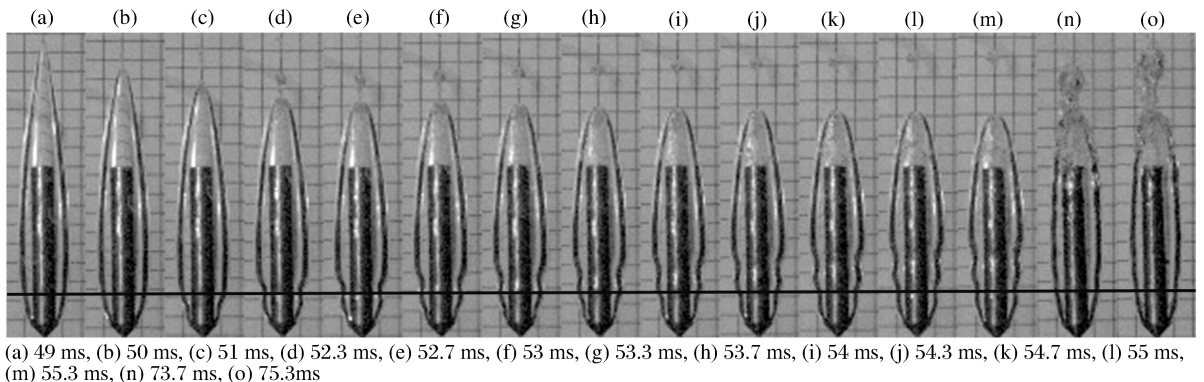 (a) (b) (c) (d) (e) (f) (g) (h) (i) (j) (k) (l) (m) (n) (o)
(a) 49 ms, (b) 50 ms, (c) 51 ms, (d) 52.3 ms, (e) 52.7 ms, (f) 53 ms, (g) 53.3 ms, (h) 53.7 ms, (i) 54 ms, (j) 54.3 ms, (k) 54.7 ms, (l) 55 ms,
(m) 55.3 ms, (n) 73.7 ms, (o) 75.3ms